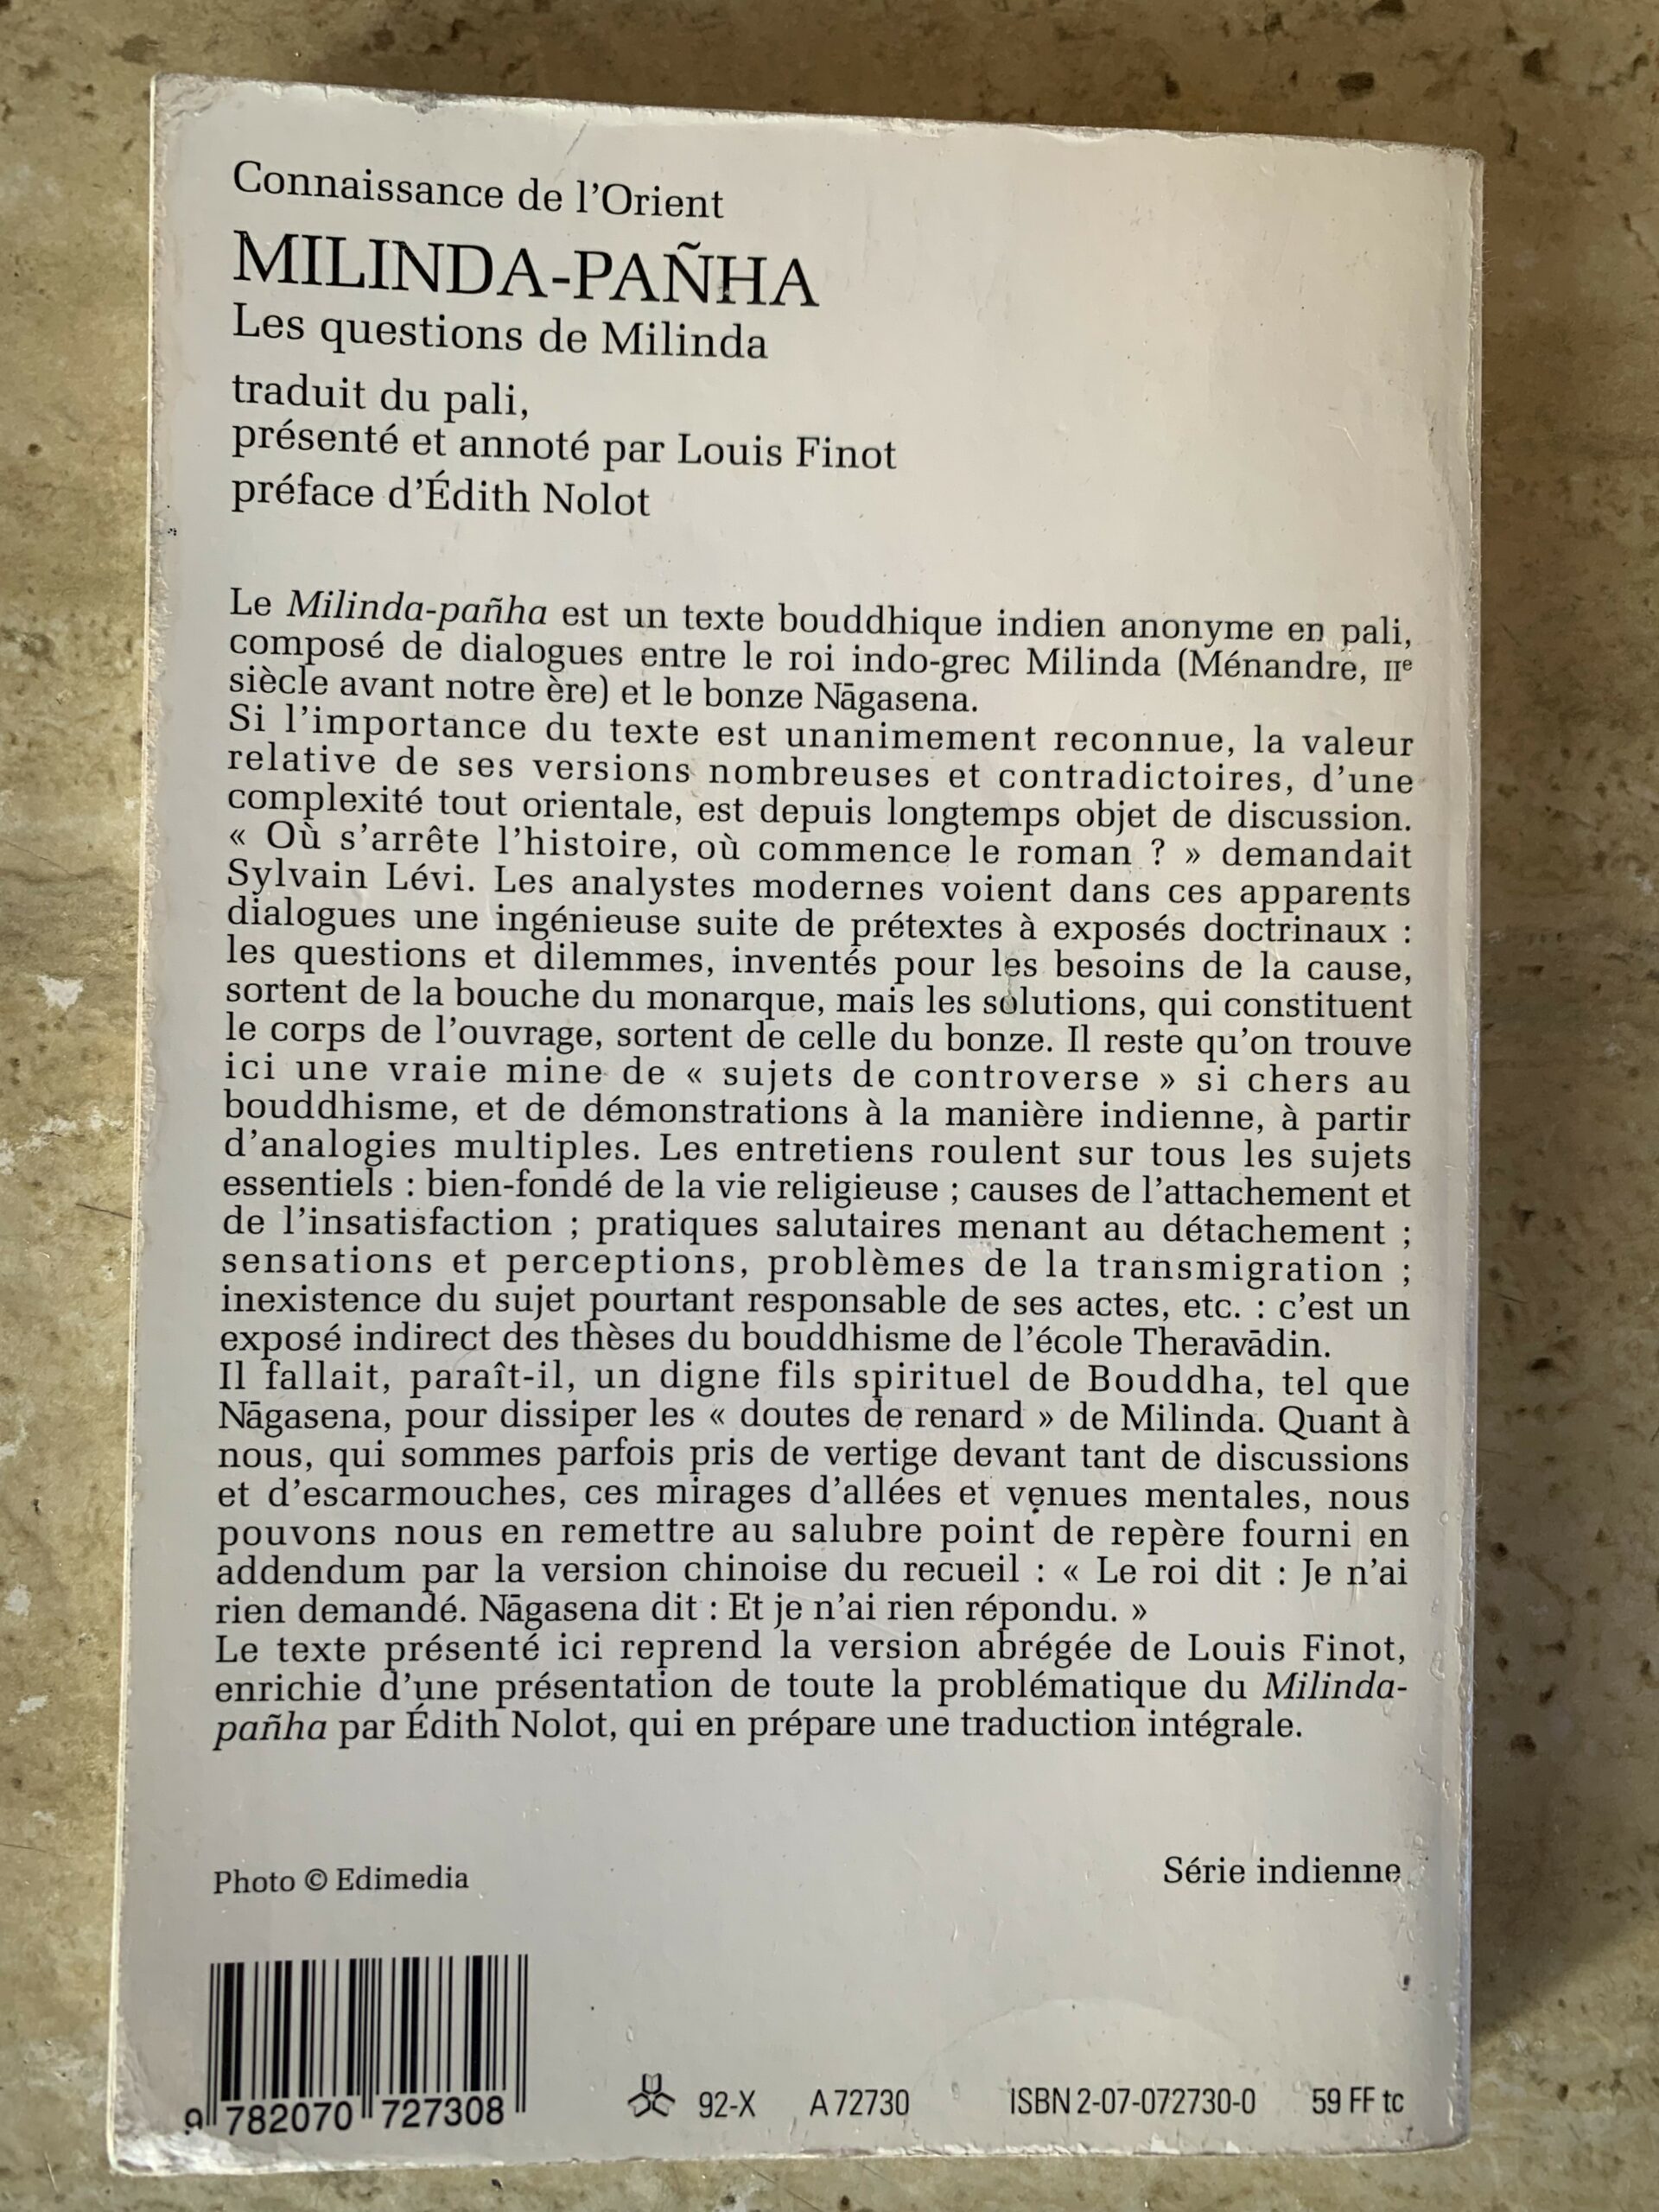 Connaissance de l'Orient
MILINDA-PAÑHA
Les questions de Milinda
traduit du pali,
présenté et annoté par Louis Finot
préface d'Édith Nolot
Le Milinda-pañha est un texte bouddhique indien anonyme en pali,
composé de dialogues entre le roi indo-grec Milinda (Ménandre, IIe
siècle avant notre ère) et le bonze Nāgasena.
Si l'importance du texte est unanimement reconnue, la valeur
relative de ses versions nombreuses et contradictoires, d'une
complexité tout orientale, est depuis longtemps objet de discussion.
« Où s'arrête l'histoire, où commence le roman ? » demandait
Sylvain Lévi. Les analystes modernes voient dans ces apparents
dialogues une ingénieuse suite de prétextes à exposés doctrinaux :
les questions et dilemmes, inventés pour les besoins de la cause,
sortent de la bouche du monarque, mais les solutions, qui constituent
le corps de l'ouvrage, sortent de celle du bonze. Il reste qu'on trouve
ici une vraie mine de « sujets de controverse » si chers au
bouddhisme, et de démonstrations à la manière indienne, à partir
d'analogies multiples. Les entretiens roulent sur tous les sujets
essentiels : bien-fondé de la vie religieuse ; causes de l'attachement et
de l'insatisfaction ; pratiques salutaires menant au détachement ;
sensations et perceptions, problèmes de la transmigration ;
inexistence du sujet pourtant responsable de ses actes, etc. : c'est un
exposé indirect des thèses du bouddhisme de l'école Theravādin.
Il fallait, paraît-il, un digne fils spirituel de Bouddha, tel que
Nāgasena, pour dissiper les « doutes de renard » de Milinda. Quant à
nous, qui sommes parfois pris de vertige devant tant de discussions
et d'escarmouches, ces mirages d'allées et venues mentales, nous
pouvons nous en remettre au salubre point de repère fourni en
addendum par la version chinoise du recueil : « Le roi dit : Je n'ai
rien demandé. Nāgasena dit : Et je n'ai rien répondu. »
Le texte présenté ici reprend la version abrégée de Louis Finot,
enrichie d'une présentation de toute la problématique du Milinda-
pañha par Édith Nolot, qui en prépare une traduction intégrale.
Photo © Edimedia
Série indienne
9 782070 727308
92-X A 72730 ISBN 2-07-072730-0 59 FF tc